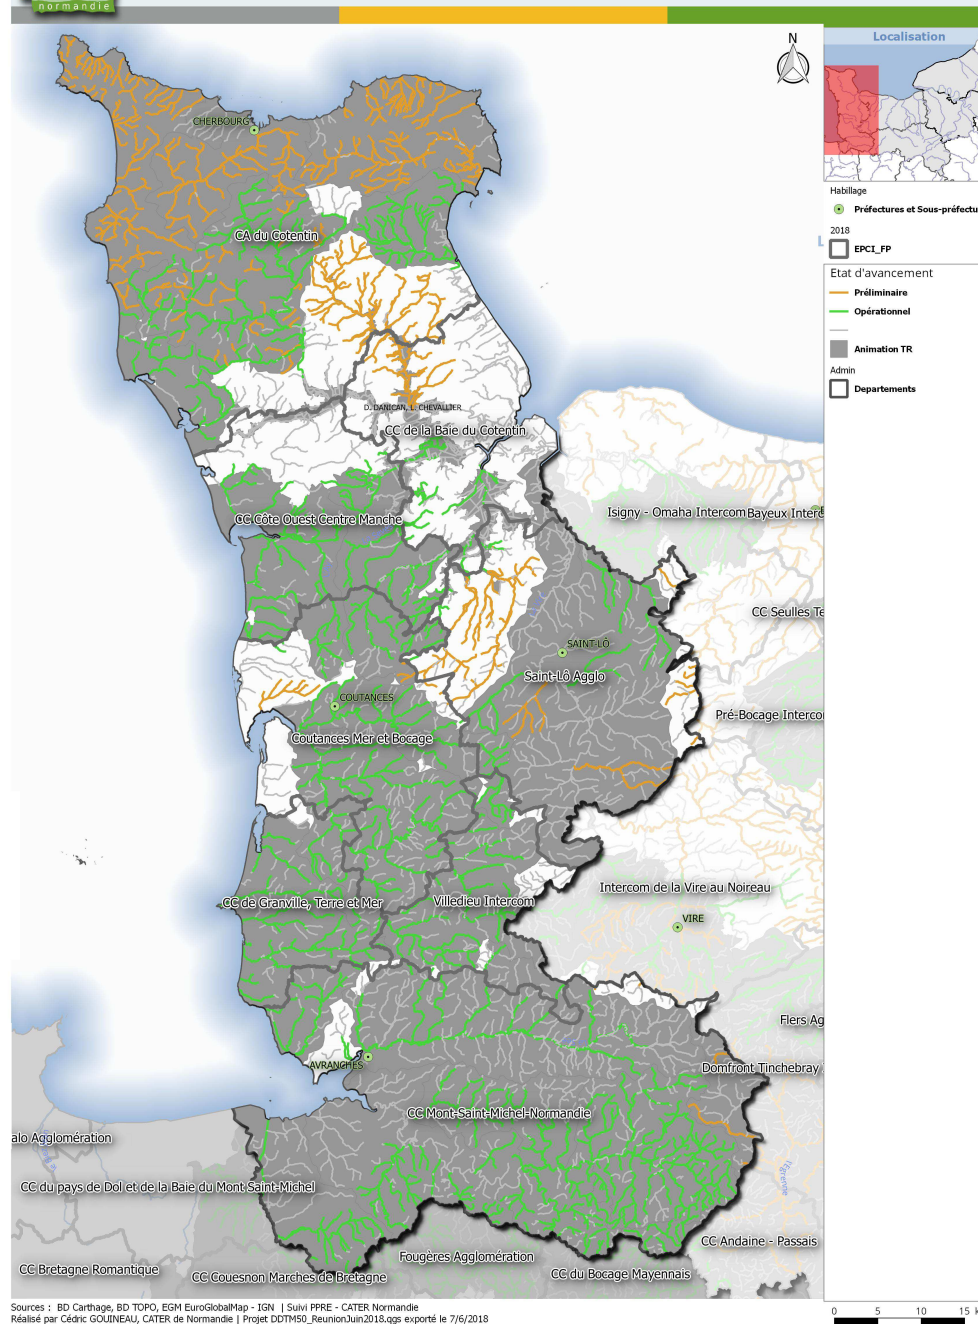 normandie
N
Localisation
Habillage
Préfectures et Sous-préfectu
2018
EPCI_FP
Etat d'avancement
Préliminaire
Opérationnel
Animation TR
Admin
Departements
CHERBOURG
CA du Cotentin
D. DANICAN, L. CHEVALLIER
CC de la Baie du Cotentin
CC Côte Ouest Centre Manche
Isigny - Omaha Intercom
Bayeux Interc
CC Seulles Te
SAINT-LÔ
Saint-Lô Agglo
COUTANCES
Coutances Mer et Bocage
Pré-Bocage Interco
Intercom de la Vire au Noireau
CC de Granville, Terre et Mer
Villedieu Intercom
VIRE
Flers Ag
AVRANCHES
Domfront Tinchebray
CC Mont-Saint-Michel-Normandie
alo Agglomération
CC du pays de Dol et de la Baie du Mont Saint-Michel
l'Égrenne
CC Andaine - Passais
Fougères Agglomération
CC Bretagne Romantique
CC Couesnon Marches de Bretagne
CC du Bocage Mayennais
Sources : BD Carthage, BD TOPO, EGM EuroGlobalMap - IGN | Suivi PPRE - CATER Normandie
Réalisé par Cédric GOUINEAU, CATER de Normandie | Projet DDTM50_ReunionJuin2018.qgs exporté le 7/6/2018
0 5 10 15 k